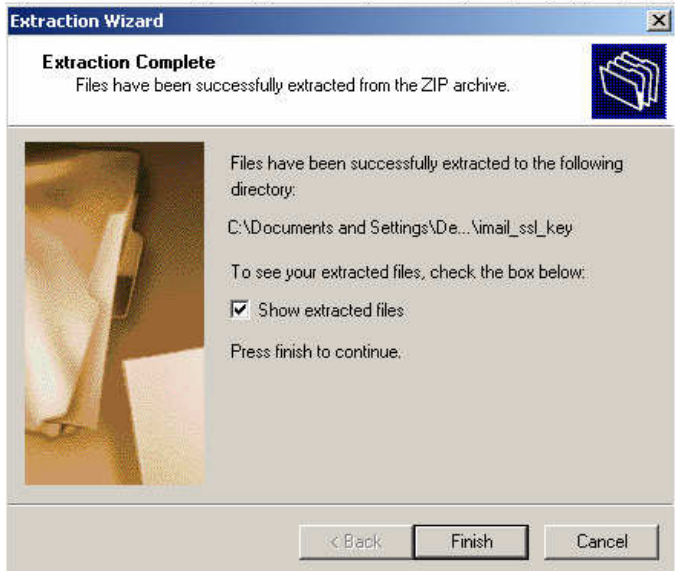 Extraction Wizard
Extraction Complete
Files have been successfully extracted from the ZIP archive.
Files have been successfully extracted to the following
directory:
C:\Documents and Settings\De...\imail_ssl_key
To see your extracted files, check the box below:
Show extracted files
Press finish to continue.
< Back Finish Cancel